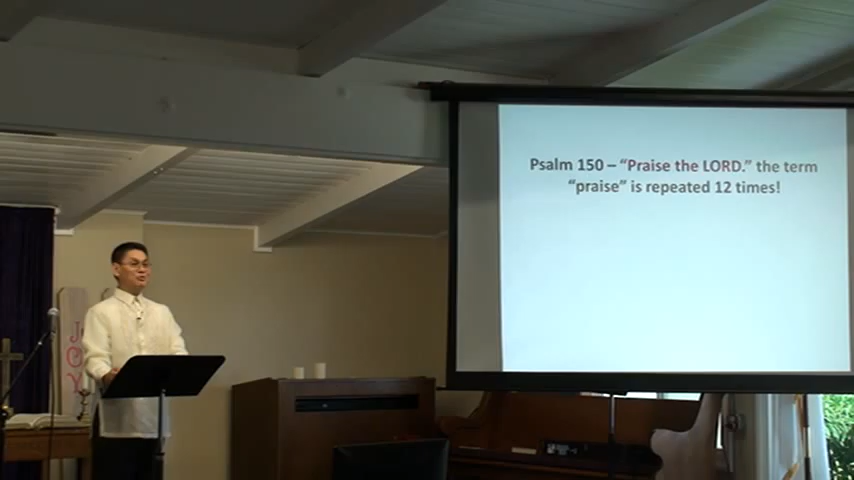 Psalm 150 – “Praise the LORD.” the term
“praise” is repeated 12 times!